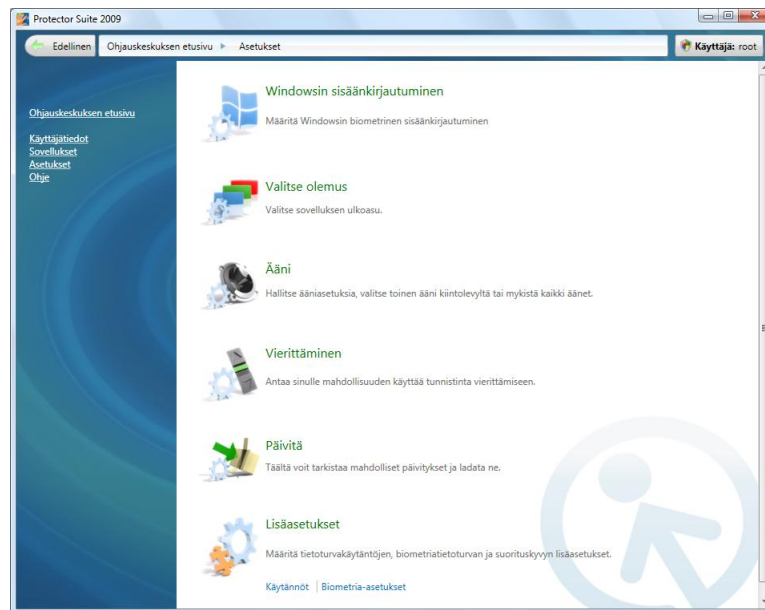 Protector Suite 2009
Edellinen Ohjauskeskuksen etusivu Asetukset Käyttäjä: root
Ohjauskeskuksen etusivu
Käyttäjätiedot
Sovellukset
Asetukset
Ohje
Windowsin sisäänkirjautuminen
Määritä Windowsin biometrinen sisäänkirjautuminen
Valitse olemus
Valitse sovelluksen ulkoasu.
Ääni
Hallitse ääniasetuksia, valitse toinen ääni kiintolevyltä tai mykistä kaikki äänet.
Vierittäminen
Antaa sinulle mahdollisuuden käyttää tunnistinta vierittämiseen.
Päivitä
Täältä voit tarkistaa mahdolliset päivitykset ja ladata ne.
Lisäasetukset
Määritä tietoturvakäytäntöjen, biometriatietoturvan ja suorituskyvyn lisäasetukset.
Käytännöt Biometria-asetukset